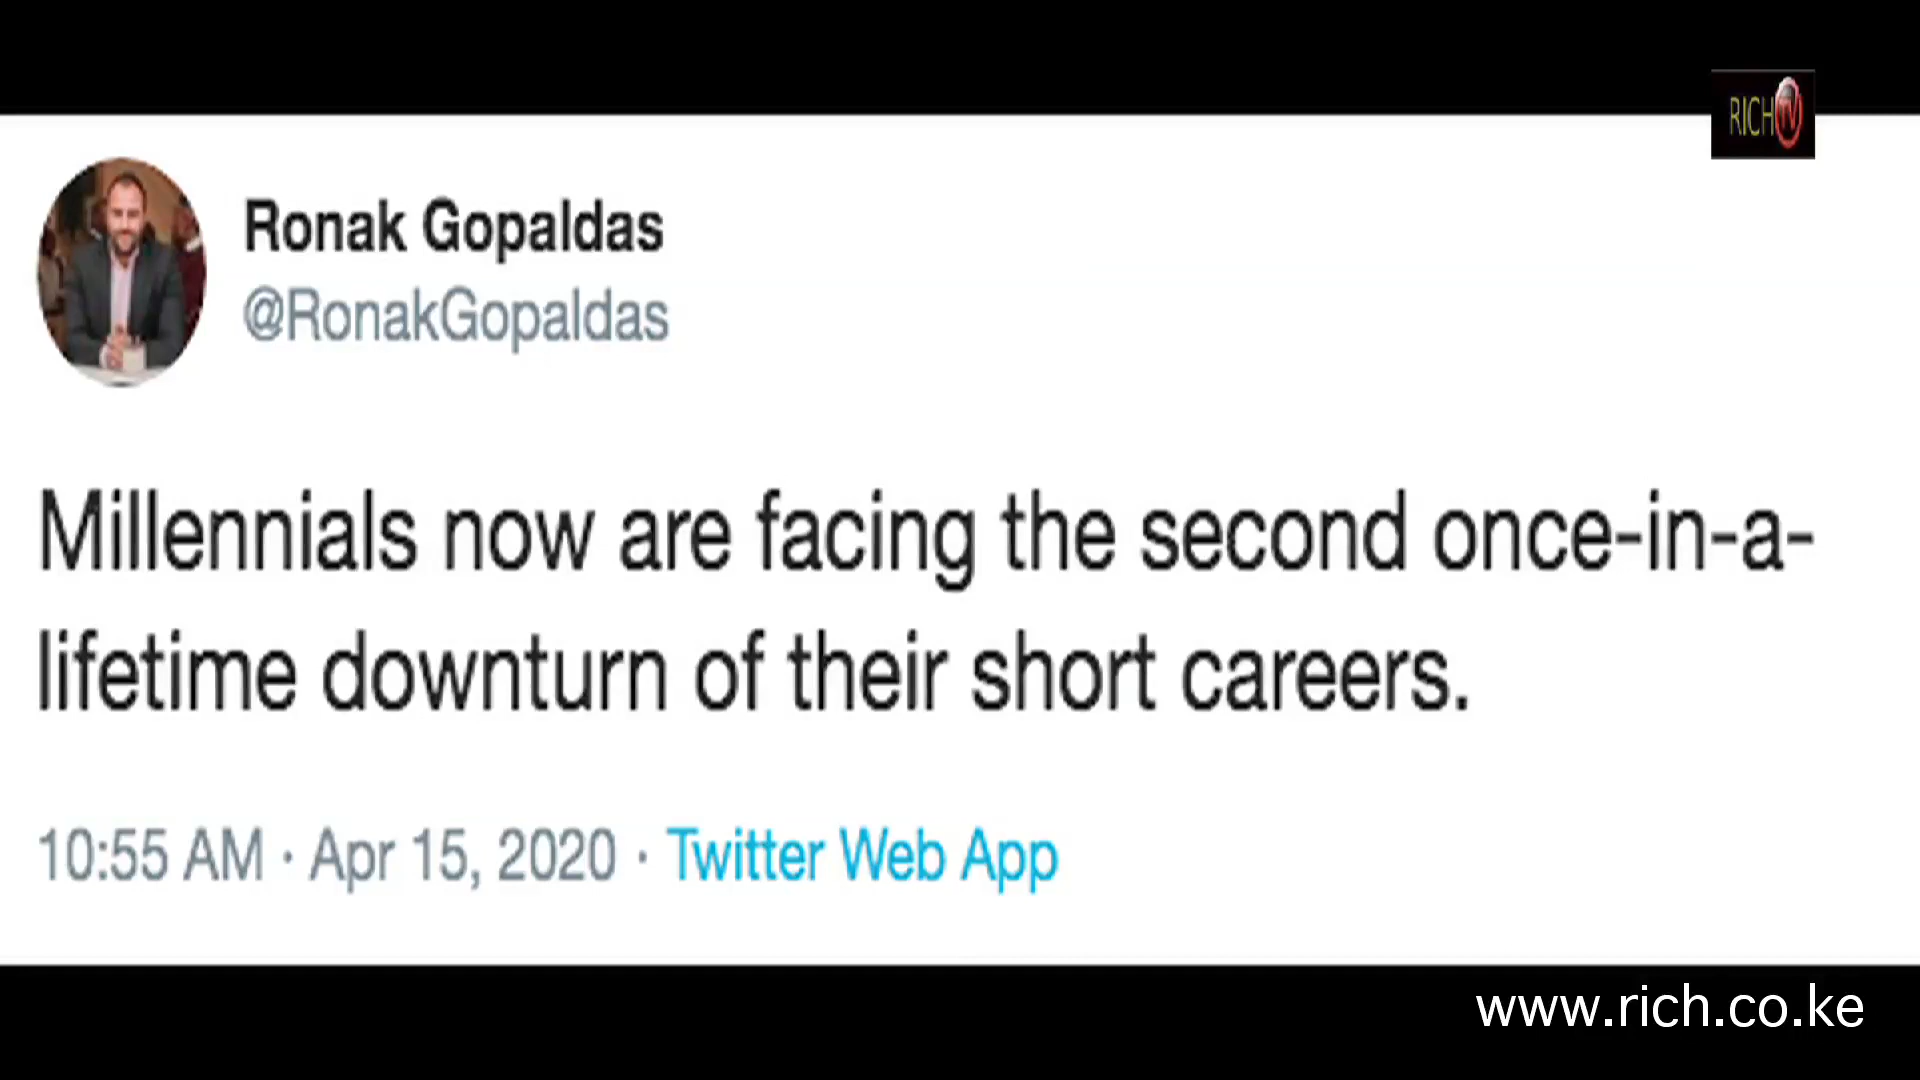 RICH TV
Ronak Gopaldas
@RonakGopaldas
Millennials now are facing the second once-in-a-
lifetime downturn of their short careers.
10:55 AM · Apr 15, 2020 · Twitter Web App
www.rich.co.ke